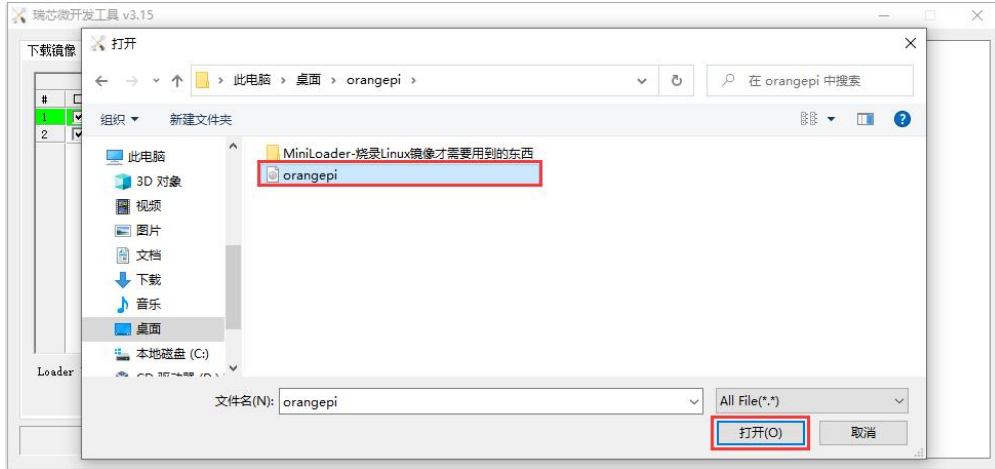 瑞芯微开发工具 v3.15
下载镜像
打开
此电脑 › 桌面 › orangepi ›
在 orangepi 中搜索
组织 新建文件夹
#
1
2
此电脑
3D 对象
视频
图片
文档
下载
音乐
桌面
本地磁盘 (C:)
MiniLoader-烧录Linux镜像才需要用到的东西
orangepi
Loader
文件名(N): orangepi
All File(*.*)
打开(O) 取消